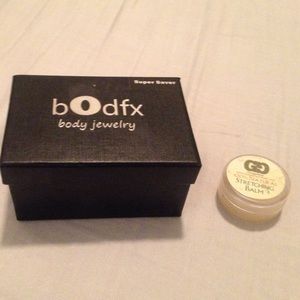 Super Saver
bOdfx
body jewelry
STRETCHING
BALM